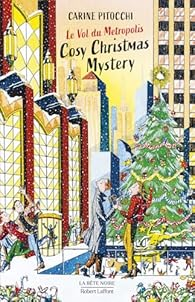 CARINE PITOCCHI
Le Vol du Metropolis
Cosy Christmas
Mystery
LA BÊTE NOIRE
Robert Laffont